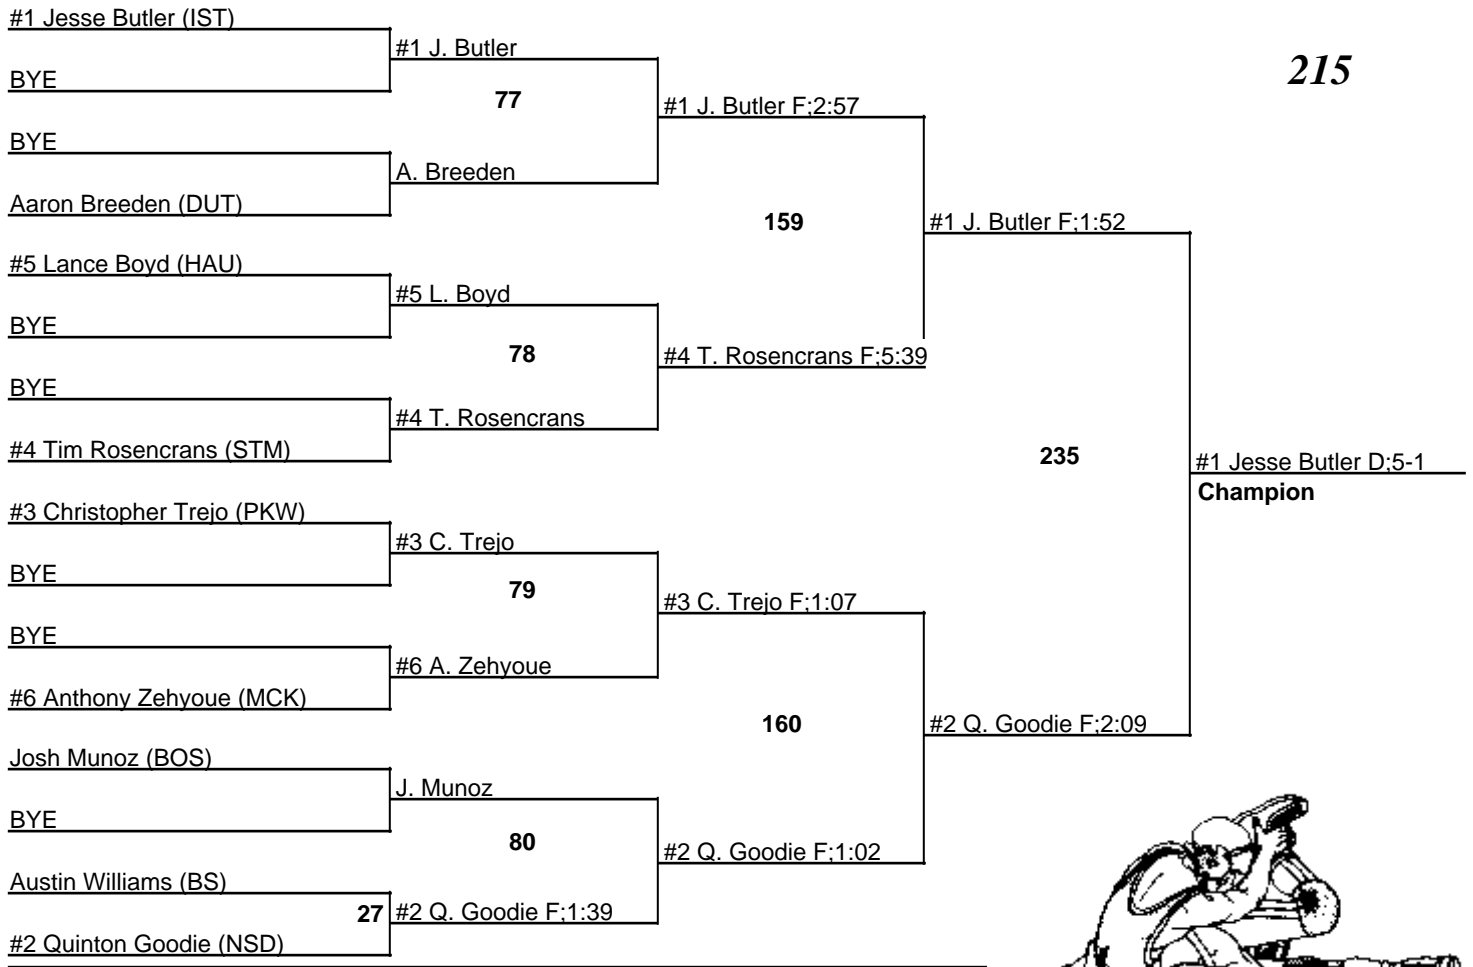 #1 Jesse Butler (IST)
#1 J. Butler
215
BYE
77
#1 J. Butler F;2:57
BYE
A. Breeden
Aaron Breeden (DUT)
159
#1 J. Butler F;1:52
#5 Lance Boyd (HAU)
#5 L. Boyd
BYE
78
#4 T. Rosencrans F;5:39
BYE
#4 T. Rosencrans
#4 Tim Rosencrans (STM)
235
#1 Jesse Butler D;5-1
Champion
#3 Christopher Trejo (PKW)
#3 C. Trejo
BYE
79
#3 C. Trejo F;1:07
BYE
#6 A. Zehyoue
#6 Anthony Zehyoue (MCK)
160
#2 Q. Goodie F;2:09
Josh Munoz (BOS)
J. Munoz
BYE
80
#2 Q. Goodie F;1:02
Austin Williams (BS)
27
#2 Q. Goodie F;1:39
#2 Quinton Goodie (NSD)